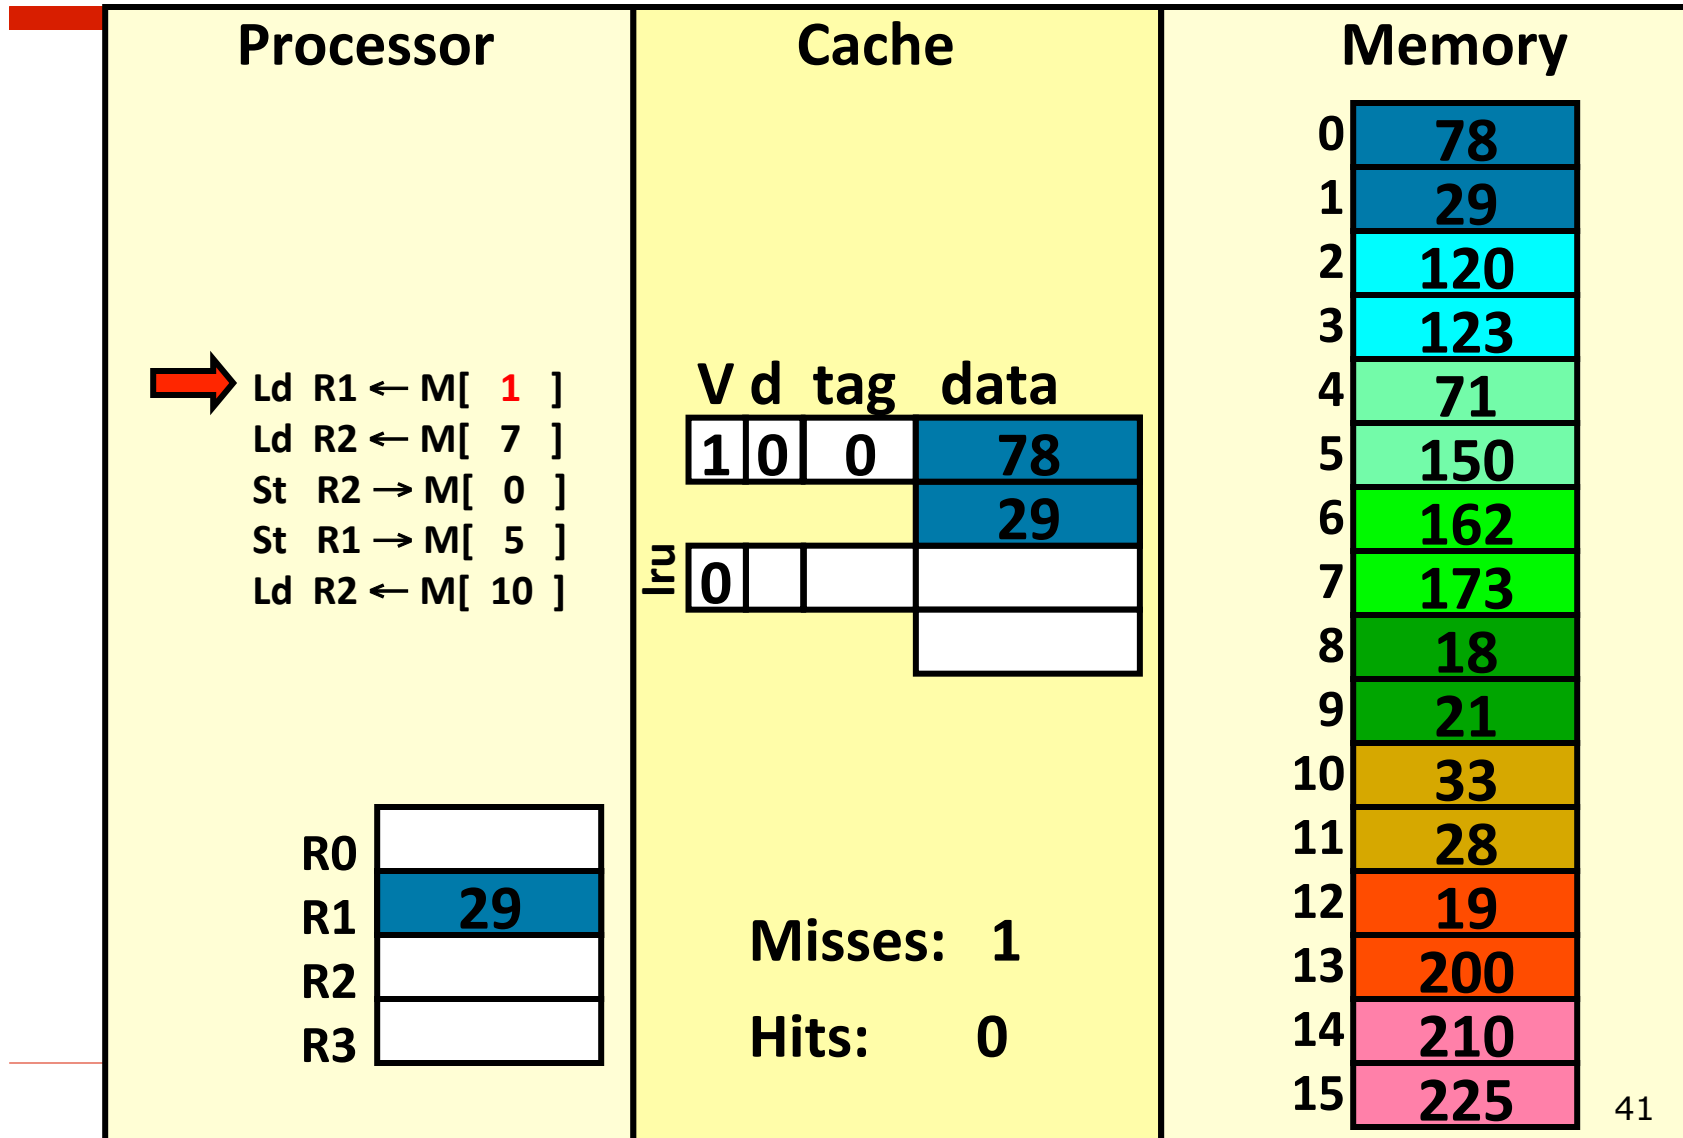 Processor
Ld R1 ← M[ 1 ]
Ld R2 ← M[ 7 ]
St R2 → M[ 0 ]
St R1 → M[ 5 ]
Ld R2 ← M[ 10 ]
R0
R1 29
R2
R3
Cache
V d tag data
1 0 0 78
29
lru 0
Misses: 1
Hits: 0
Memory
0 78
1 29
2 120
3 123
4 71
5 150
6 162
7 173
8 18
9 21
10 33
11 28
12 19
13 200
14 210
15 225
41